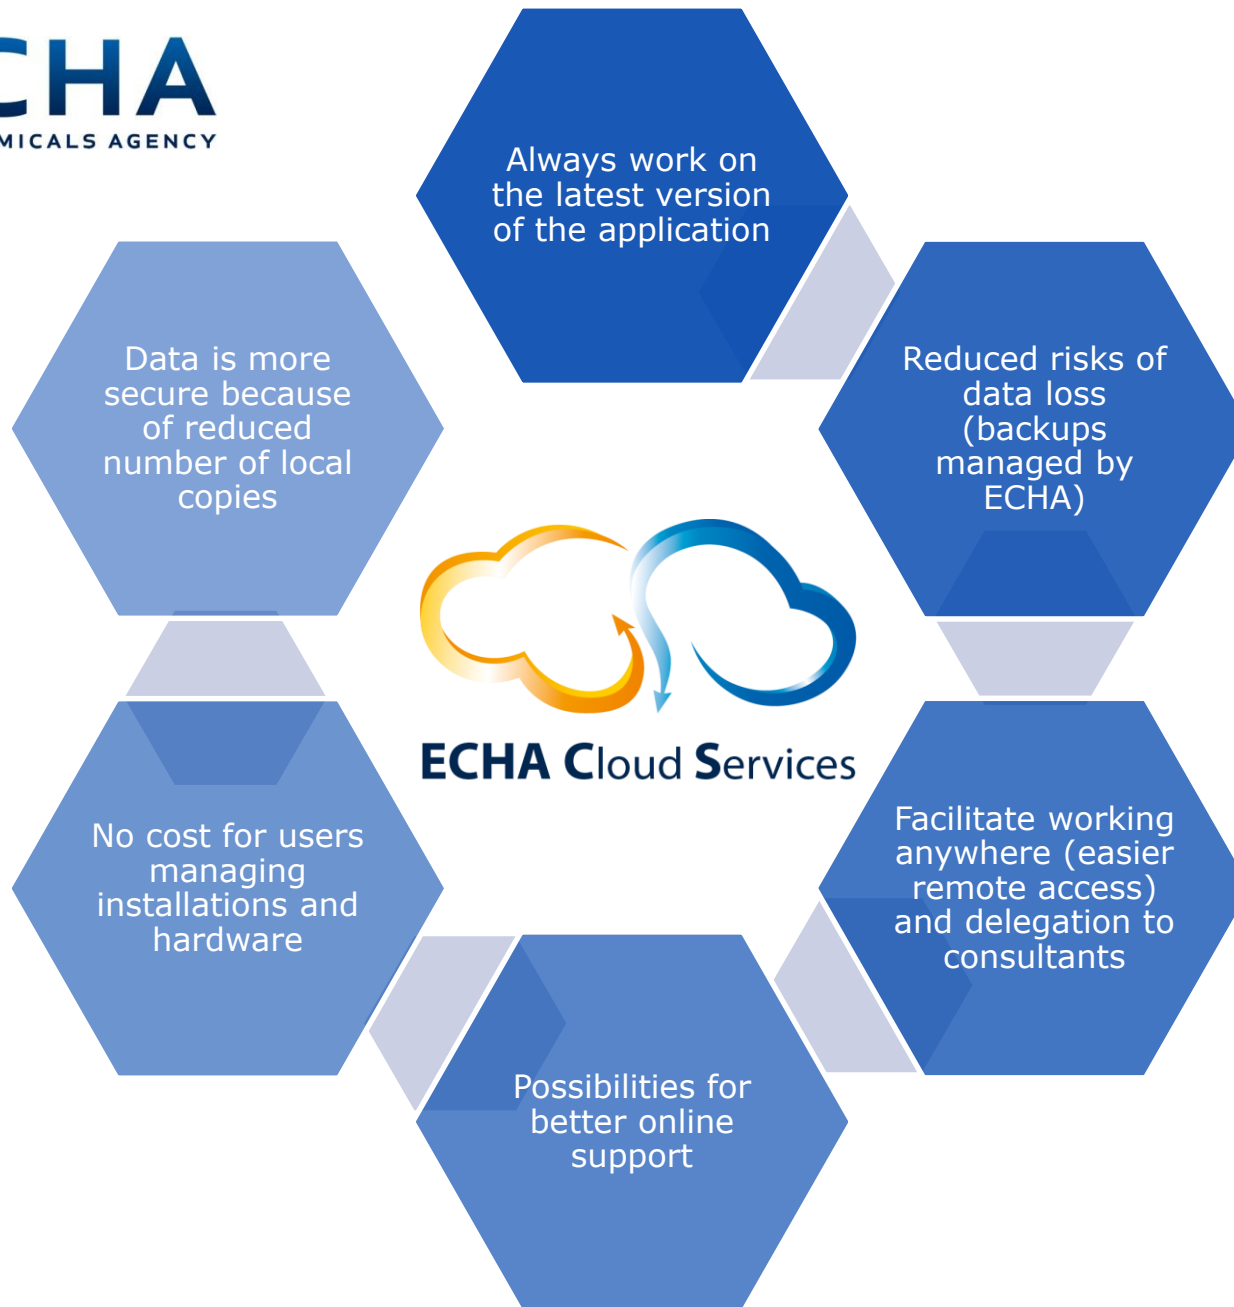 CHA
MICALS AGENCY
Always work on
the latest version
of the application
Reduced risks of
data loss
(backups
managed by
ECHA)
Facilitate working
anywhere (easier
remote access)
and delegation to
consultants
Possibilities for
better online
support
No cost for users
managing
installations and
hardware
Data is more
secure because
of reduced
number of local
copies
ECHA Cloud Services